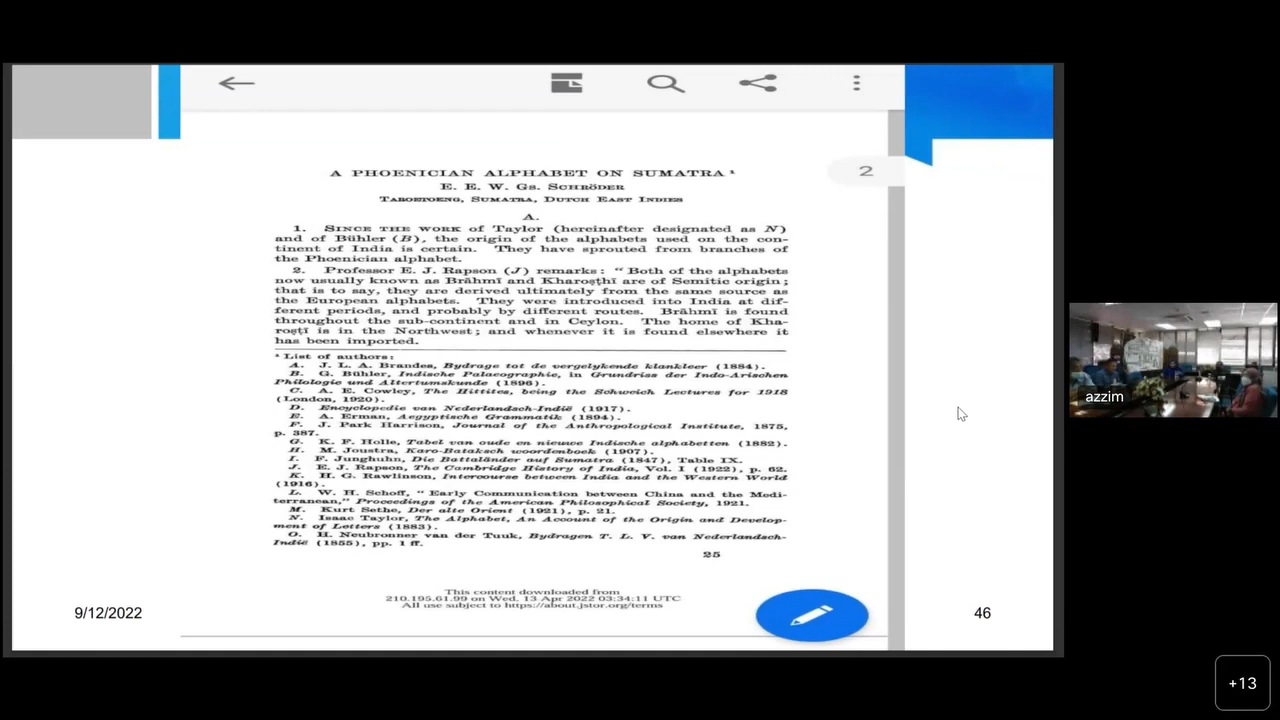 2
A PHOENICIAN ALPHABET ON SUMATRA ¹
E. E. W. Gs. SCHRÖDER
TAROETOENG, SUMATRA, DUTCH EAST INDIES
A.
1. SINCE THE WORK of Taylor (hereinafter designated as N)
and of Bühler (B), the origin of the alphabets used on the con-
tinent of India is certain. They have sprouted from branches of
the Phoenician alphabet.
2. Professor E. J. Rapson (J) remarks: “ Both of the alphabets
now usually known as Brāhmī and Kharoṣṭhī are of Semitic origin;
that is to say, they are derived ultimately from the same source as
the European alphabets. They were introduced into India at dif-
ferent periods, and probably by different routes. Brāhmī is found
throughout the sub-continent and in Ceylon. The home of Kha-
roṣṭī is in the Northwest; and whenever it is found elsewhere it
has been imported.
¹ List of authors:
A. J. L. A. Brandes, Bydrage tot de vergelykende klankleer (1884).
B. G. Bühler, Indische Palaeographie, in Grundriss der Indo-Arischen
Philologie und Altertumskunde (1896).
C. A. E. Cowley, The Hittites, being the Schweich Lectures for 1918
(London, 1920).
D. Encyclopedie van Nederlandsch-Indië (1917).
E. A. Erman, Aegyptische Grammatik (1894).
F. J. Park Harrison, Journal of the Anthropological Institute, 1875,
p. 387.
G. K. F. Holle, Tabel van oude en nieuwe Indische alphabetten (1882).
H. M. Joustra, Karo-Bataksch woordenboek (1907).
I. F. Junghuhn, Die Battaländer auf Sumatra (1847), Table IX.
J. E. J. Rapson, The Cambridge History of India, Vol. I (1922), p. 62.
K. H. G. Rawlinson, Intercourse between India and the Western World
(1916).
L. W. H. Schoff, “ Early Communication between China and the Medi-
terranean,” Proceedings of the American Philosophical Society, 1921.
M. Kurt Sethe, Der alte Orient (1921), p. 21.
N. Isaac Taylor, The Alphabet, An Account of the Origin and Develop-
ment of Letters (1883).
O. H. Neubronner van der Tuuk, Bydragen T. L. V. van Nederlandsch-
Indië (1855), pp. 1 ff.
25
This content downloaded from
210.195.61.99 on Wed, 13 Apr 2022 03:34:11 UTC
All use subject to https://about.jstor.org/terms
9/12/2022
46
azzim
+13